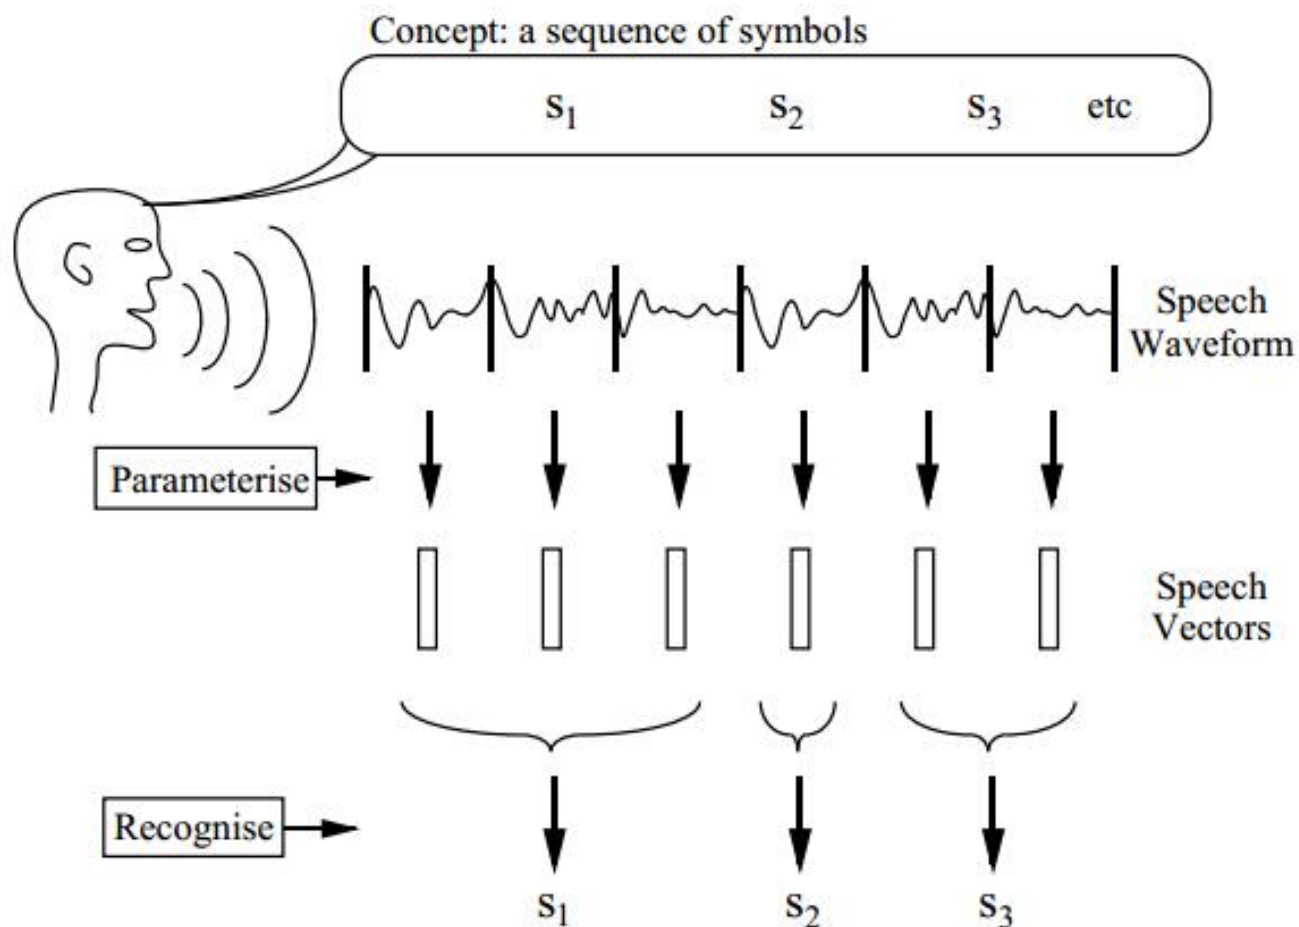 Concept: a sequence of symbols
s₁ s₂ s₃ etc
Speech
Waveform
Parameterise
Speech
Vectors
Recognise
s₁ s₂ s₃